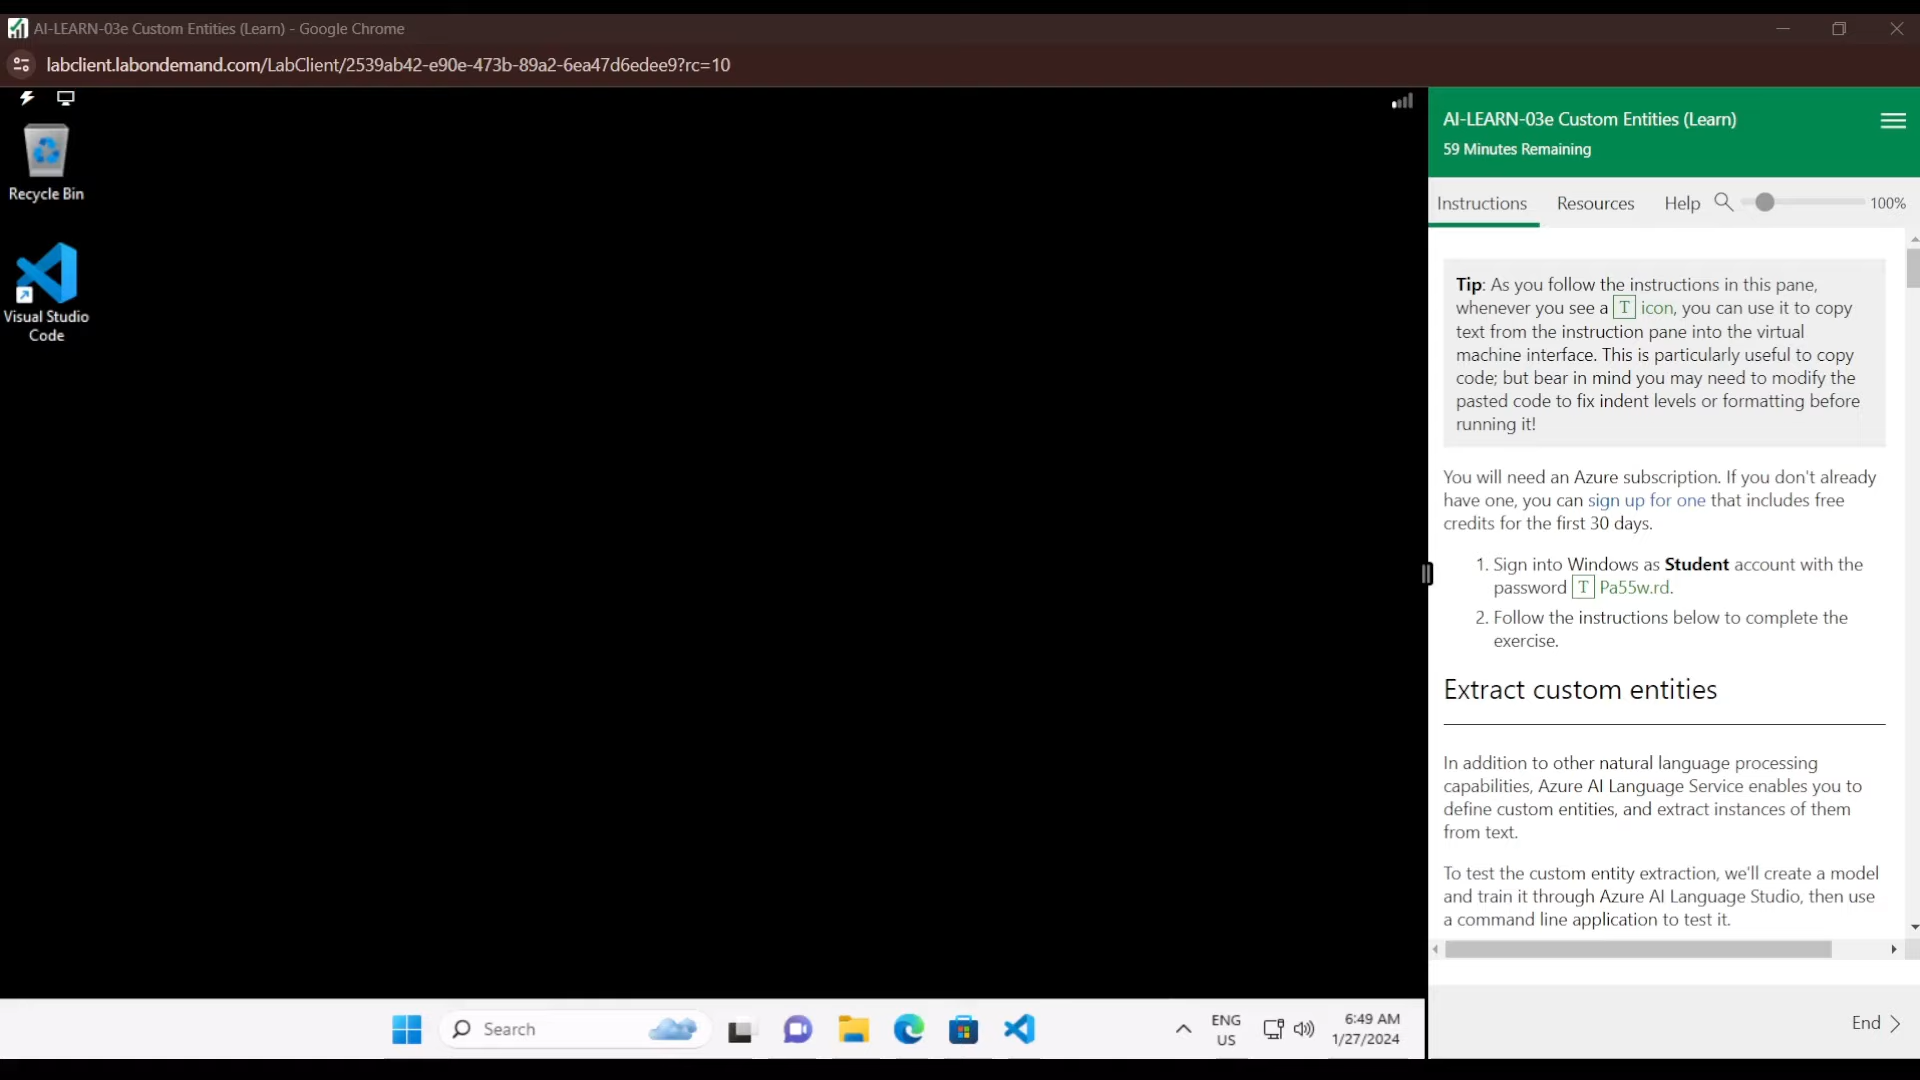 AI-LEARN-03e Custom Entities (Learn) - Google Chrome
labclient.labondemand.com/LabClient/2539ab42-e90e-473b-89a2-6ea47d6edee9?rc=10
Recycle Bin
Visual Studio
Code
AI-LEARN-03e Custom Entities (Learn)
59 Minutes Remaining
Instructions Resources Help 100%
Tip: As you follow the instructions in this pane,
whenever you see a T icon, you can use it to copy
text from the instruction pane into the virtual
machine interface. This is particularly useful to copy
code; but bear in mind you may need to modify the
pasted code to fix indent levels or formatting before
running it!
You will need an Azure subscription. If you don't already
have one, you can sign up for one that includes free
credits for the first 30 days.
1. Sign into Windows as Student account with the
password T Pa55w.rd.
2. Follow the instructions below to complete the
exercise.
Extract custom entities
In addition to other natural language processing
capabilities, Azure AI Language Service enables you to
define custom entities, and extract instances of them
from text.
To test the custom entity extraction, we'll create a model
and train it through Azure AI Language Studio, then use
a command line application to test it.
End
Search
ENG
US
6:49 AM
1/27/2024